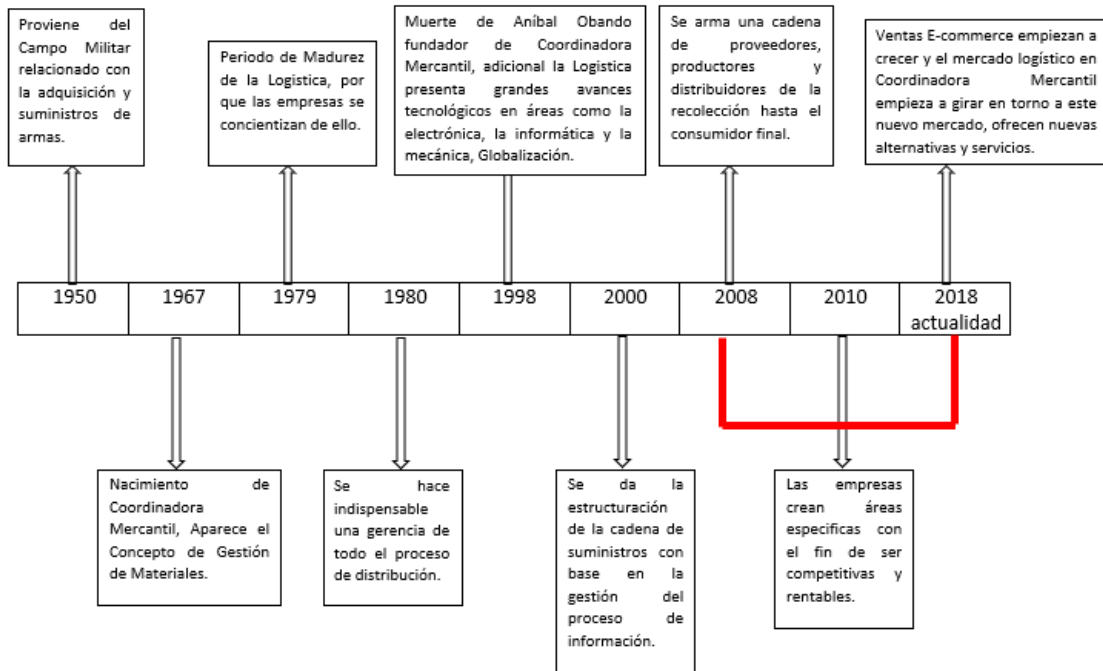 Proviene del
Campo Militar
relacionado con
la adquisición y
suministros de
armas.
Periodo de Madurez
de la Logistica, por
que las empresas se
concientizan de ello.
Muerte de Aníbal Obando
fundador de Coordinadora
Mercantil, adicional la Logistica
presenta grandes avances
tecnológicos en áreas como la
electrónica, la informática y la
mecánica, Globalización.
Se arma una cadena
de proveedores,
productores y
distribuidores de la
recolección hasta el
consumidor final.
Ventas E-commerce empiezan a
crecer y el mercado logístico en
Coordinadora Mercantil
empieza a girar en torno a este
nuevo mercado, ofrecen nuevas
alternativas y servicios.
1950 1967 1979 1980 1998 2000 2008 2010 2018
actualidad
Nacimiento de
Coordinadora
Mercantil, Aparece el
Concepto de Gestión
de Materiales.
Se hace
indispensable
una gerencia de
todo el proceso
de distribución.
Se da la
estructuración
de la cadena de
suministros con
base en la
gestión del
proceso de
información.
Las empresas
crean áreas
especificas con
el fin de ser
competitivas y
rentables.